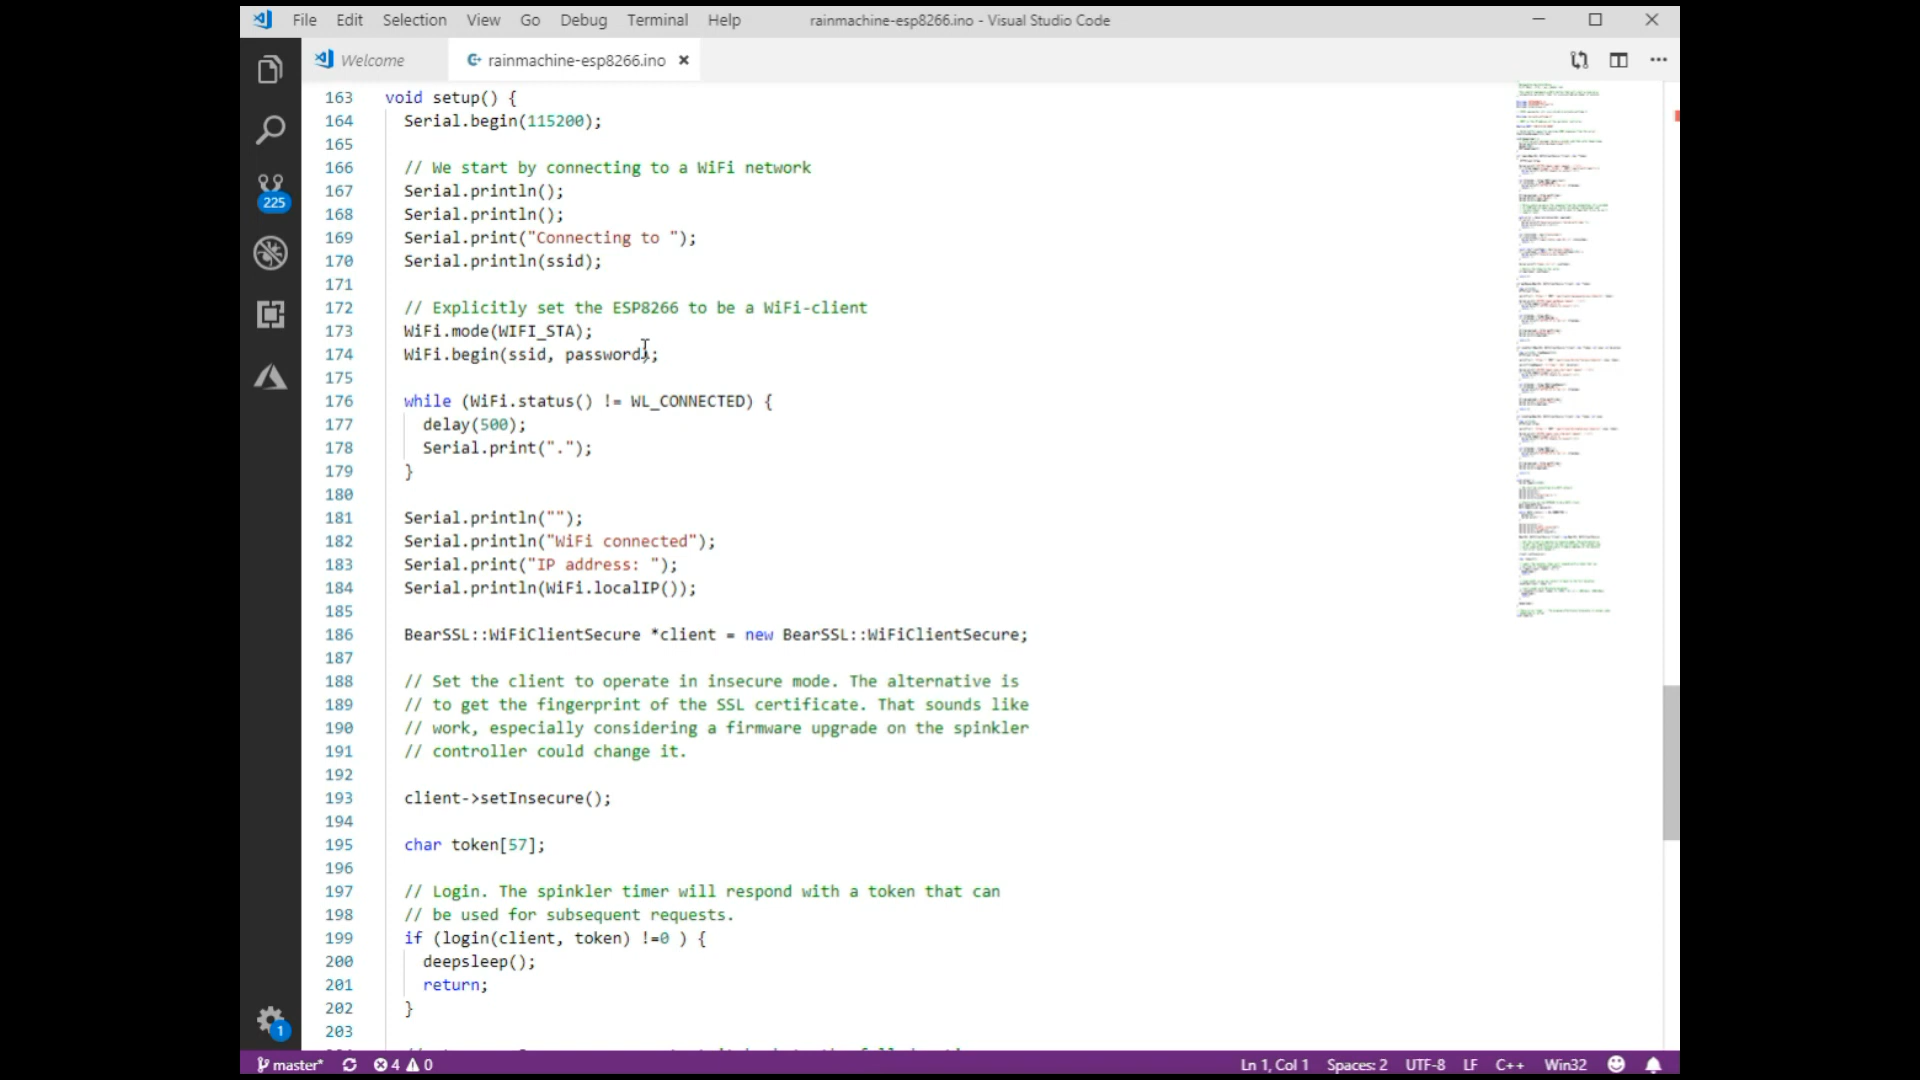 File Edit Selection View Go Debug Terminal Help rainmachine-esp8266.ino - Visual Studio Code
Welcome rainmachine-esp8266.ino
163 void setup() {
164 Serial.begin(115200);
165
166 // We start by connecting to a WiFi network
167 Serial.println();
168 Serial.println();
169 Serial.print("Connecting to ");
170 Serial.println(ssid);
171
172 // Explicitly set the ESP8266 to be a WiFi-client
173 WiFi.mode(WIFI_STA);
174 WiFi.begin(ssid, password);
175
176 while (WiFi.status() != WL_CONNECTED) {
177 delay(500);
178 Serial.print(".");
179 }
180
181 Serial.println("");
182 Serial.println("WiFi connected");
183 Serial.print("IP address: ");
184 Serial.println(WiFi.localIP());
185
186 BearSSL::WiFiClientSecure *client = new BearSSL::WiFiClientSecure;
187
188 // Set the client to operate in insecure mode. The alternative is
189 // to get the fingerprint of the SSL certificate. That sounds like
190 // work, especially considering a firmware upgrade on the spinkler
191 // controller could change it.
192
193 client->setInsecure();
194
195 char token[57];
196
197 // Login. The spinkler timer will respond with a token that can
198 // be used for subsequent requests.
199 if (login(client, token) !=0 ) {
200 deepsleep();
201 return;
202 }
203
225
1
master* 4 0 Ln 1, Col 1 Spaces: 2 UTF-8 LF C++ Win32